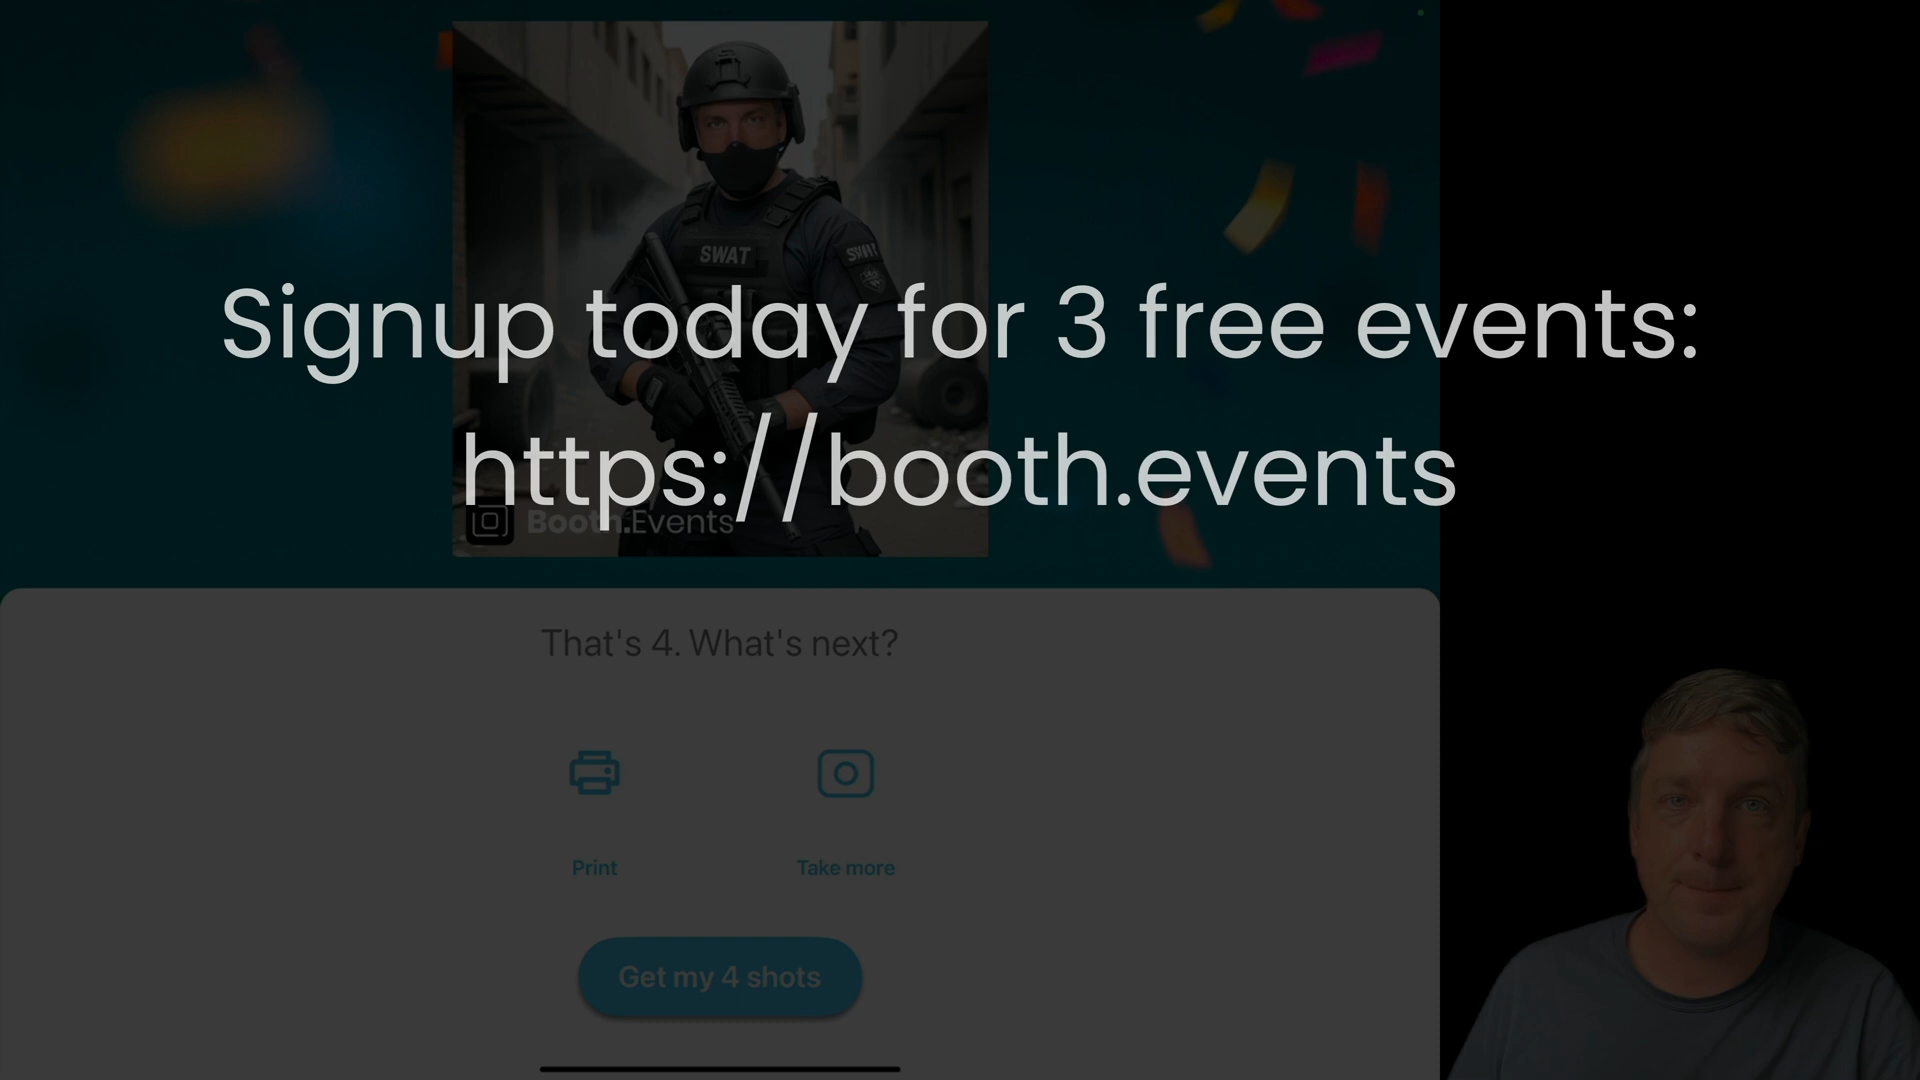 SWAT
SWAT
Signup today for 3 free events:
https://booth.events
Booth.Events
That's 4. What's next?
Print
Take more
Get my 4 shots